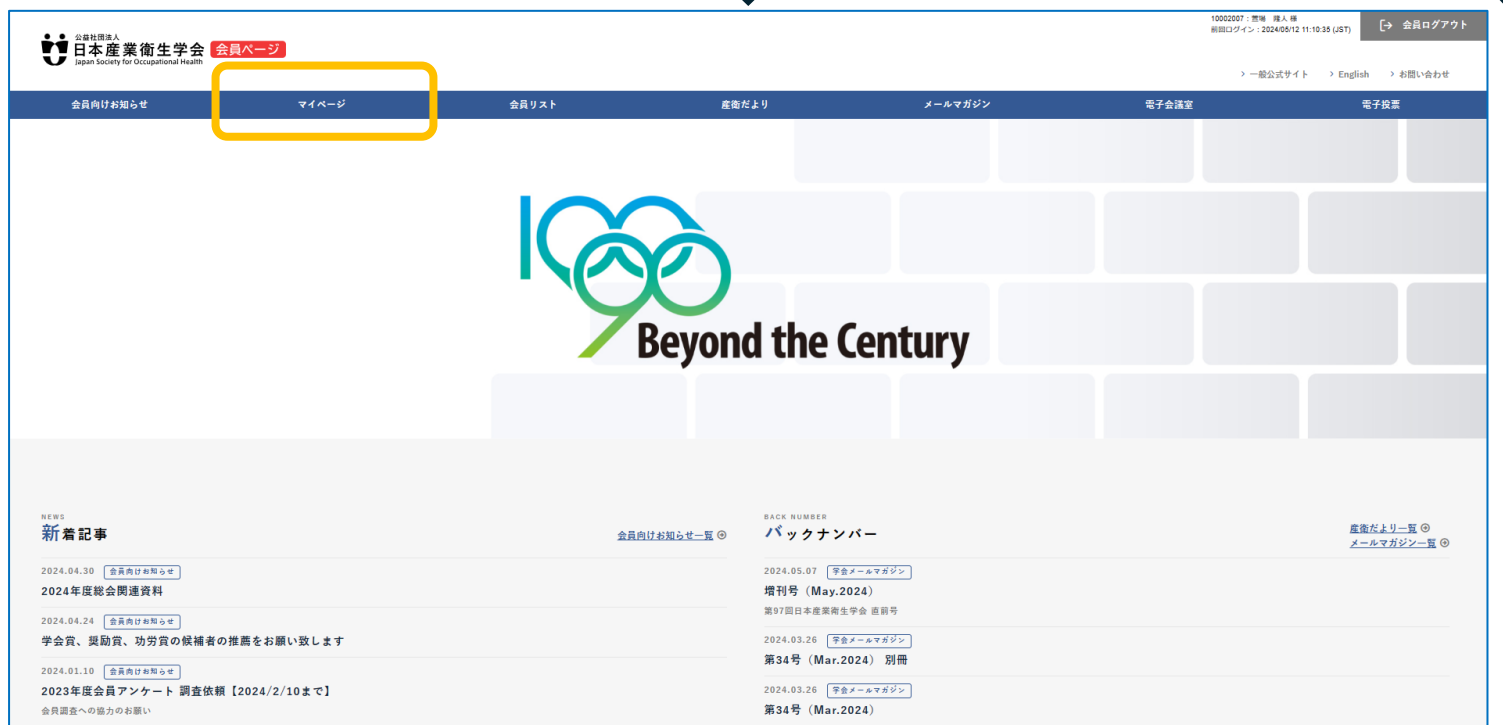 10002007：荒場 隆人 様
前回ログイン：2024/05/12 11:10:35 (JST)
会員ログアウト
公益社団法人
日本産業衛生学会
会員ページ
Japan Society for Occupational Health
一般公式サイト
English
お問い合わせ
会員向けお知らせ
マイページ
会員リスト
産衛だより
メールマガジン
電子会議室
電子投票
100
90
Beyond the Century
NEWS
新着記事
会員向けお知らせ一覧
2024.04.30 会員向けお知らせ
2024年度総会関連資料
2024.04.24 会員向けお知らせ
学会賞、奨励賞、功労賞の候補者の推薦をお願い致します
2024.01.10 会員向けお知らせ
2023年度会員アンケート 調査依頼【2024/2/10まで】
会員調査への協力のお願い
BACK NUMBER
バックナンバー
産衛だより一覧
メールマガジン一覧
2024.05.07 学会メールマガジン
増刊号（May.2024）
第97回日本産業衛生学会 直前号
2024.03.26 学会メールマガジン
第34号（Mar.2024） 別冊
2024.03.26 学会メールマガジン
第34号（Mar.2024）